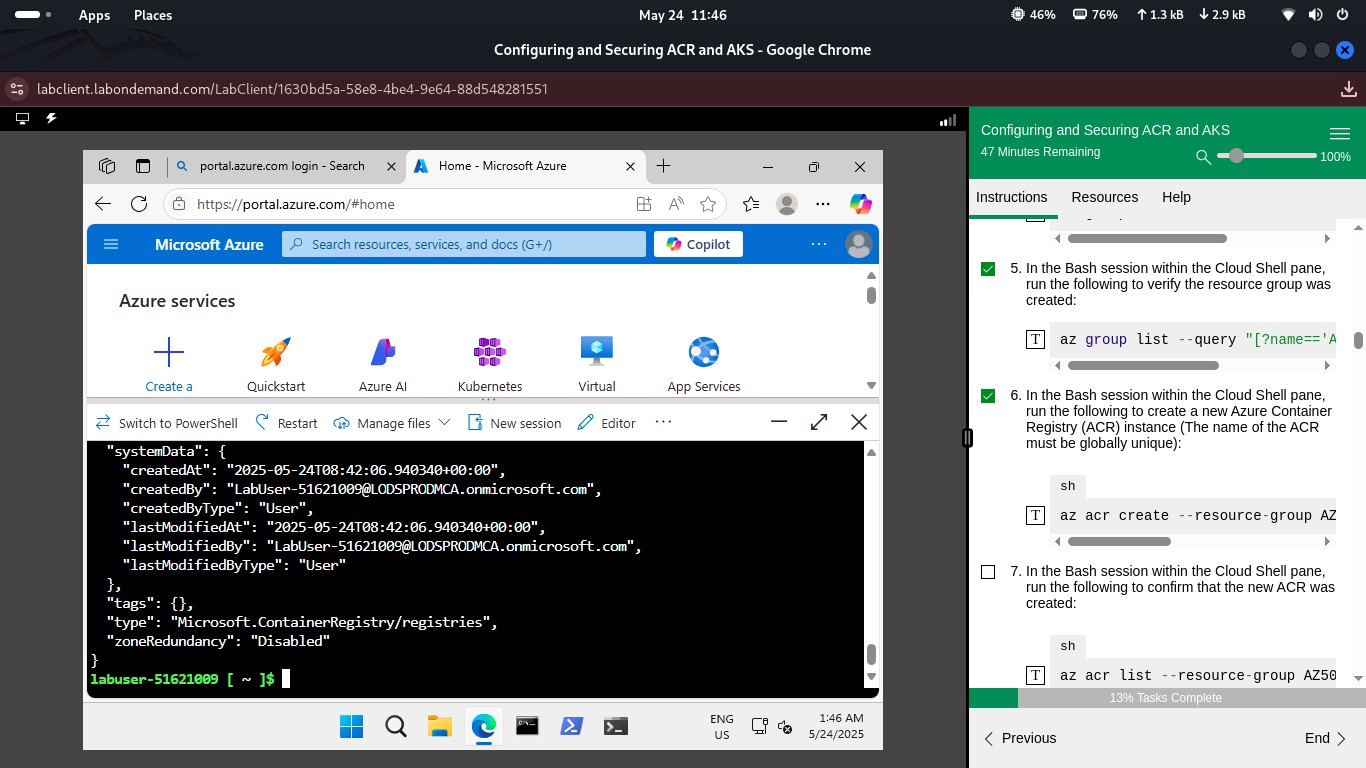 Apps Places May 24 11:46 46% 76% 1.3 kB 2.9 kB
Configuring and Securing ACR and AKS - Google Chrome
labclient.labondemand.com/LabClient/1630bd5a-58e8-4be4-9e64-88d548281551
portal.azure.com login - Search
Home - Microsoft Azure
https://portal.azure.com/#home
Microsoft Azure
Search resources, services, and docs (G+/)
Copilot
Azure services
Create a
Quickstart
Azure AI
Kubernetes
Virtual
App Services
Switch to PowerShell
Restart
Manage files
New session
Editor
"systemData": {
"createdAt": "2025-05-24T08:42:06.940340+00:00",
"createdBy": "LabUser-51621009@LODSPRODMCA.onmicrosoft.com",
"createdByType": "User",
"lastModifiedAt": "2025-05-24T08:42:06.940340+00:00",
"lastModifiedBy": "LabUser-51621009@LODSPRODMCA.onmicrosoft.com",
"lastModifiedByType": "User"
},
"tags": {},
"type": "Microsoft.ContainerRegistry/registries",
"zoneRedundancy": "Disabled"
}
labuser-51621009 [ ~ ]$
ENG
US
1:46 AM
5/24/2025
Configuring and Securing ACR and AKS
47 Minutes Remaining
100%
Instructions Resources Help
5. In the Bash session within the Cloud Shell pane,
run the following to verify the resource group was
created:
T
az group list --query "[?name=='A
6. In the Bash session within the Cloud Shell pane,
run the following to create a new Azure Container
Registry (ACR) instance (The name of the ACR
must be globally unique):
sh
T
az acr create --resource-group AZ
7. In the Bash session within the Cloud Shell pane,
run the following to confirm that the new ACR was
created:
sh
T
az acr list --resource-group AZ50
13% Tasks Complete
Previous
End